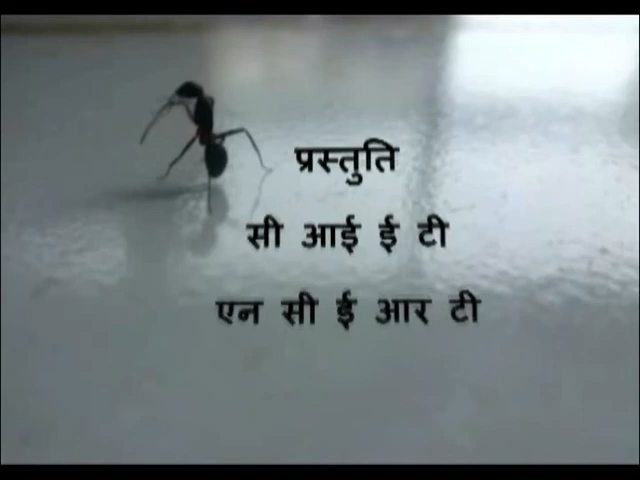 प्रस्तुति
सी आई ई टी
एन सी ई आर टी